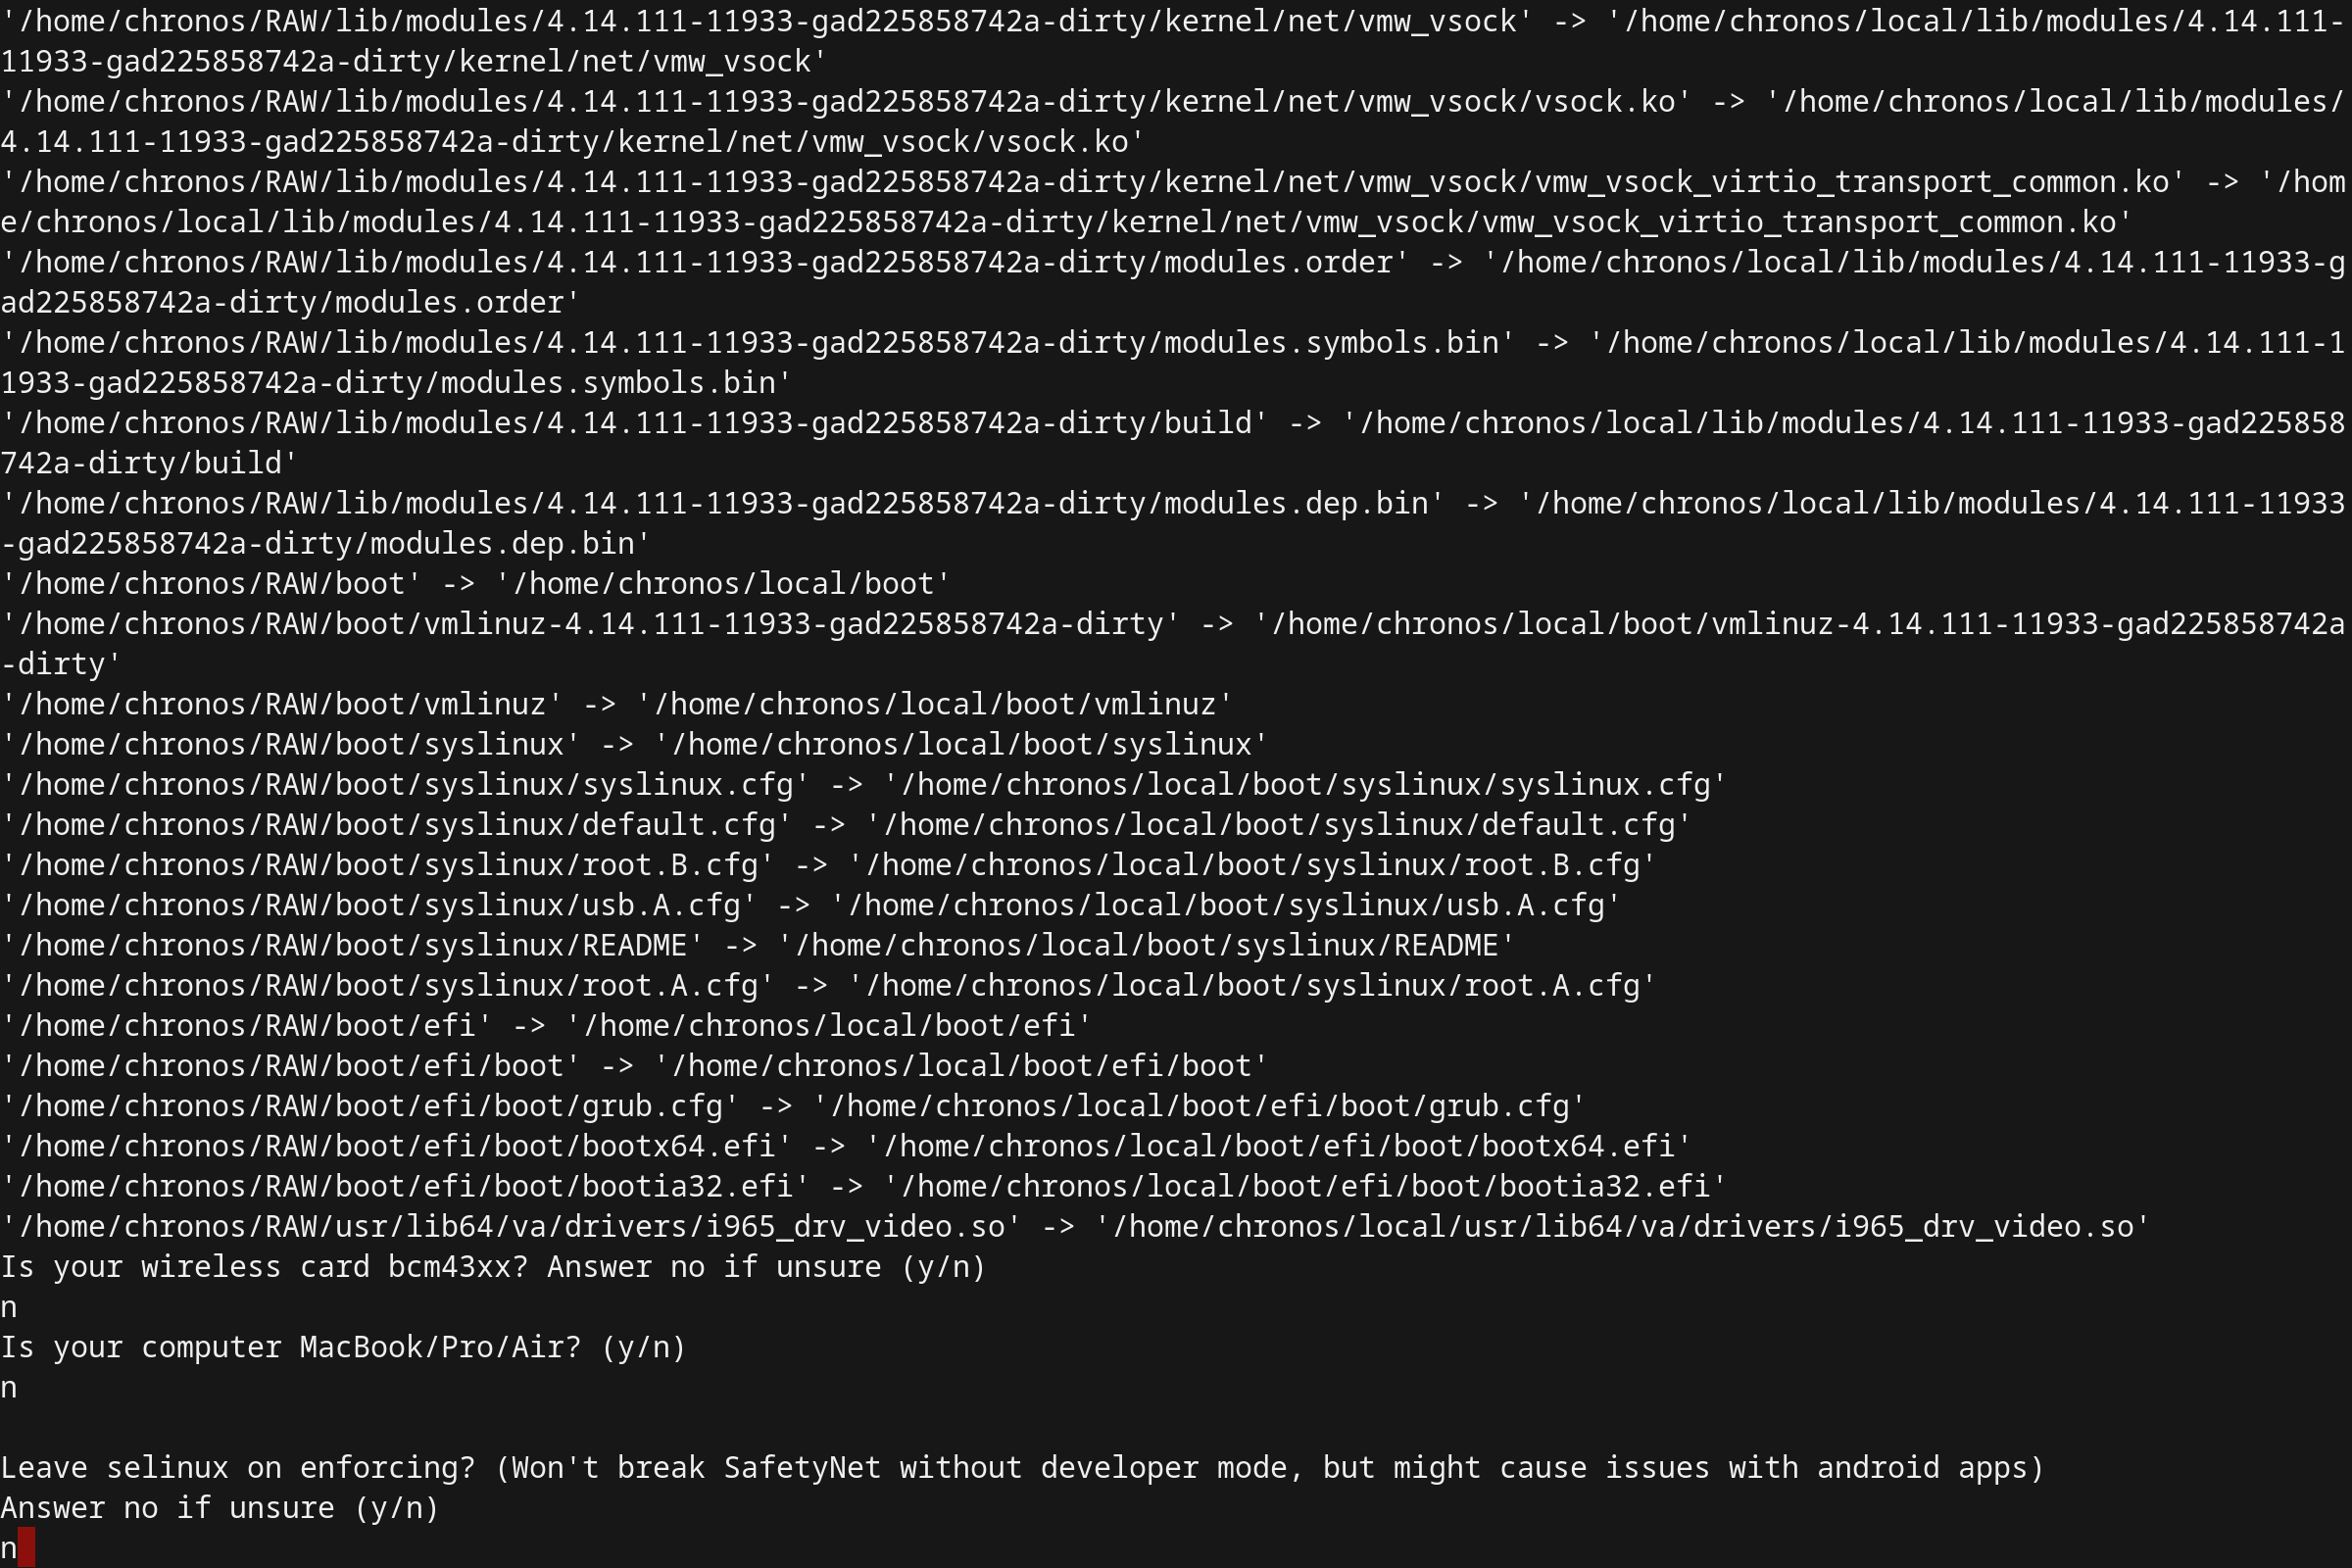 '/home/chronos/RAW/lib/modules/4.14.111-11933-gad225858742a-dirty/kernel/net/vmw_vsock' -> '/home/chronos/local/lib/modules/4.14.111-
11933-gad225858742a-dirty/kernel/net/vmw_vsock'
'/home/chronos/RAW/lib/modules/4.14.111-11933-gad225858742a-dirty/kernel/net/vmw_vsock/vsock.ko' -> '/home/chronos/local/lib/modules/
4.14.111-11933-gad225858742a-dirty/kernel/net/vmw_vsock/vsock.ko'
'/home/chronos/RAW/lib/modules/4.14.111-11933-gad225858742a-dirty/kernel/net/vmw_vsock/vmw_vsock_virtio_transport_common.ko' -> '/hom
e/chronos/local/lib/modules/4.14.111-11933-gad225858742a-dirty/kernel/net/vmw_vsock/vmw_vsock_virtio_transport_common.ko'
'/home/chronos/RAW/lib/modules/4.14.111-11933-gad225858742a-dirty/modules.order' -> '/home/chronos/local/lib/modules/4.14.111-11933-g
ad225858742a-dirty/modules.order'
'/home/chronos/RAW/lib/modules/4.14.111-11933-gad225858742a-dirty/modules.symbols.bin' -> '/home/chronos/local/lib/modules/4.14.111-1
1933-gad225858742a-dirty/modules.symbols.bin'
'/home/chronos/RAW/lib/modules/4.14.111-11933-gad225858742a-dirty/build' -> '/home/chronos/local/lib/modules/4.14.111-11933-gad225858
742a-dirty/build'
'/home/chronos/RAW/lib/modules/4.14.111-11933-gad225858742a-dirty/modules.dep.bin' -> '/home/chronos/local/lib/modules/4.14.111-11933
-gad225858742a-dirty/modules.dep.bin'
'/home/chronos/RAW/boot' -> '/home/chronos/local/boot'
'/home/chronos/RAW/boot/vmlinuz-4.14.111-11933-gad225858742a-dirty' -> '/home/chronos/local/boot/vmlinuz-4.14.111-11933-gad225858742a
-dirty'
'/home/chronos/RAW/boot/vmlinuz' -> '/home/chronos/local/boot/vmlinuz'
'/home/chronos/RAW/boot/syslinux' -> '/home/chronos/local/boot/syslinux'
'/home/chronos/RAW/boot/syslinux/syslinux.cfg' -> '/home/chronos/local/boot/syslinux/syslinux.cfg'
'/home/chronos/RAW/boot/syslinux/default.cfg' -> '/home/chronos/local/boot/syslinux/default.cfg'
'/home/chronos/RAW/boot/syslinux/root.B.cfg' -> '/home/chronos/local/boot/syslinux/root.B.cfg'
'/home/chronos/RAW/boot/syslinux/usb.A.cfg' -> '/home/chronos/local/boot/syslinux/usb.A.cfg'
'/home/chronos/RAW/boot/syslinux/README' -> '/home/chronos/local/boot/syslinux/README'
'/home/chronos/RAW/boot/syslinux/root.A.cfg' -> '/home/chronos/local/boot/syslinux/root.A.cfg'
'/home/chronos/RAW/boot/efi' -> '/home/chronos/local/boot/efi'
'/home/chronos/RAW/boot/efi/boot' -> '/home/chronos/local/boot/efi/boot'
'/home/chronos/RAW/boot/efi/boot/grub.cfg' -> '/home/chronos/local/boot/efi/boot/grub.cfg'
'/home/chronos/RAW/boot/efi/boot/bootx64.efi' -> '/home/chronos/local/boot/efi/boot/bootx64.efi'
'/home/chronos/RAW/boot/efi/boot/bootia32.efi' -> '/home/chronos/local/boot/efi/boot/bootia32.efi'
'/home/chronos/RAW/usr/lib64/va/drivers/i965_drv_video.so' -> '/home/chronos/local/usr/lib64/va/drivers/i965_drv_video.so'
Is your wireless card bcm43xx? Answer no if unsure (y/n)
n
Is your computer MacBook/Pro/Air? (y/n)
n
Leave selinux on enforcing? (Won't break SafetyNet without developer mode, but might cause issues with android apps)
Answer no if unsure (y/n)
n